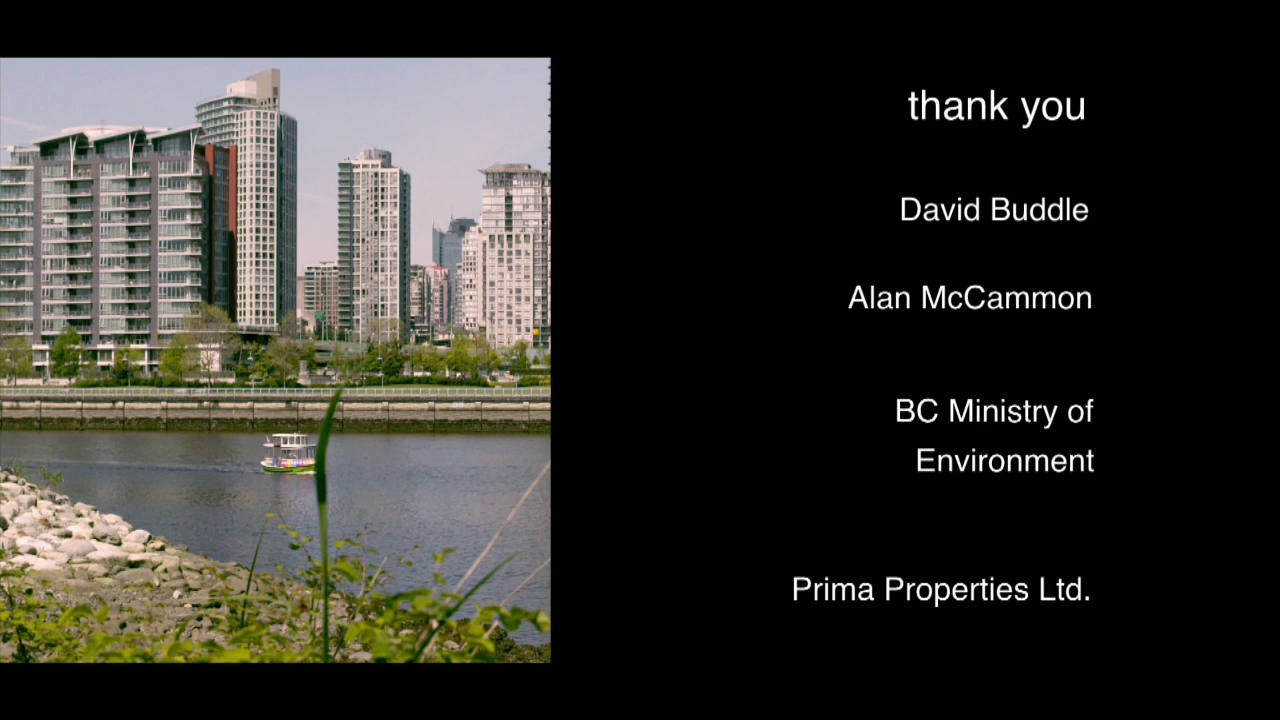 thank you
David Buddle
Alan McCammon
BC Ministry of
Environment
Prima Properties Ltd.